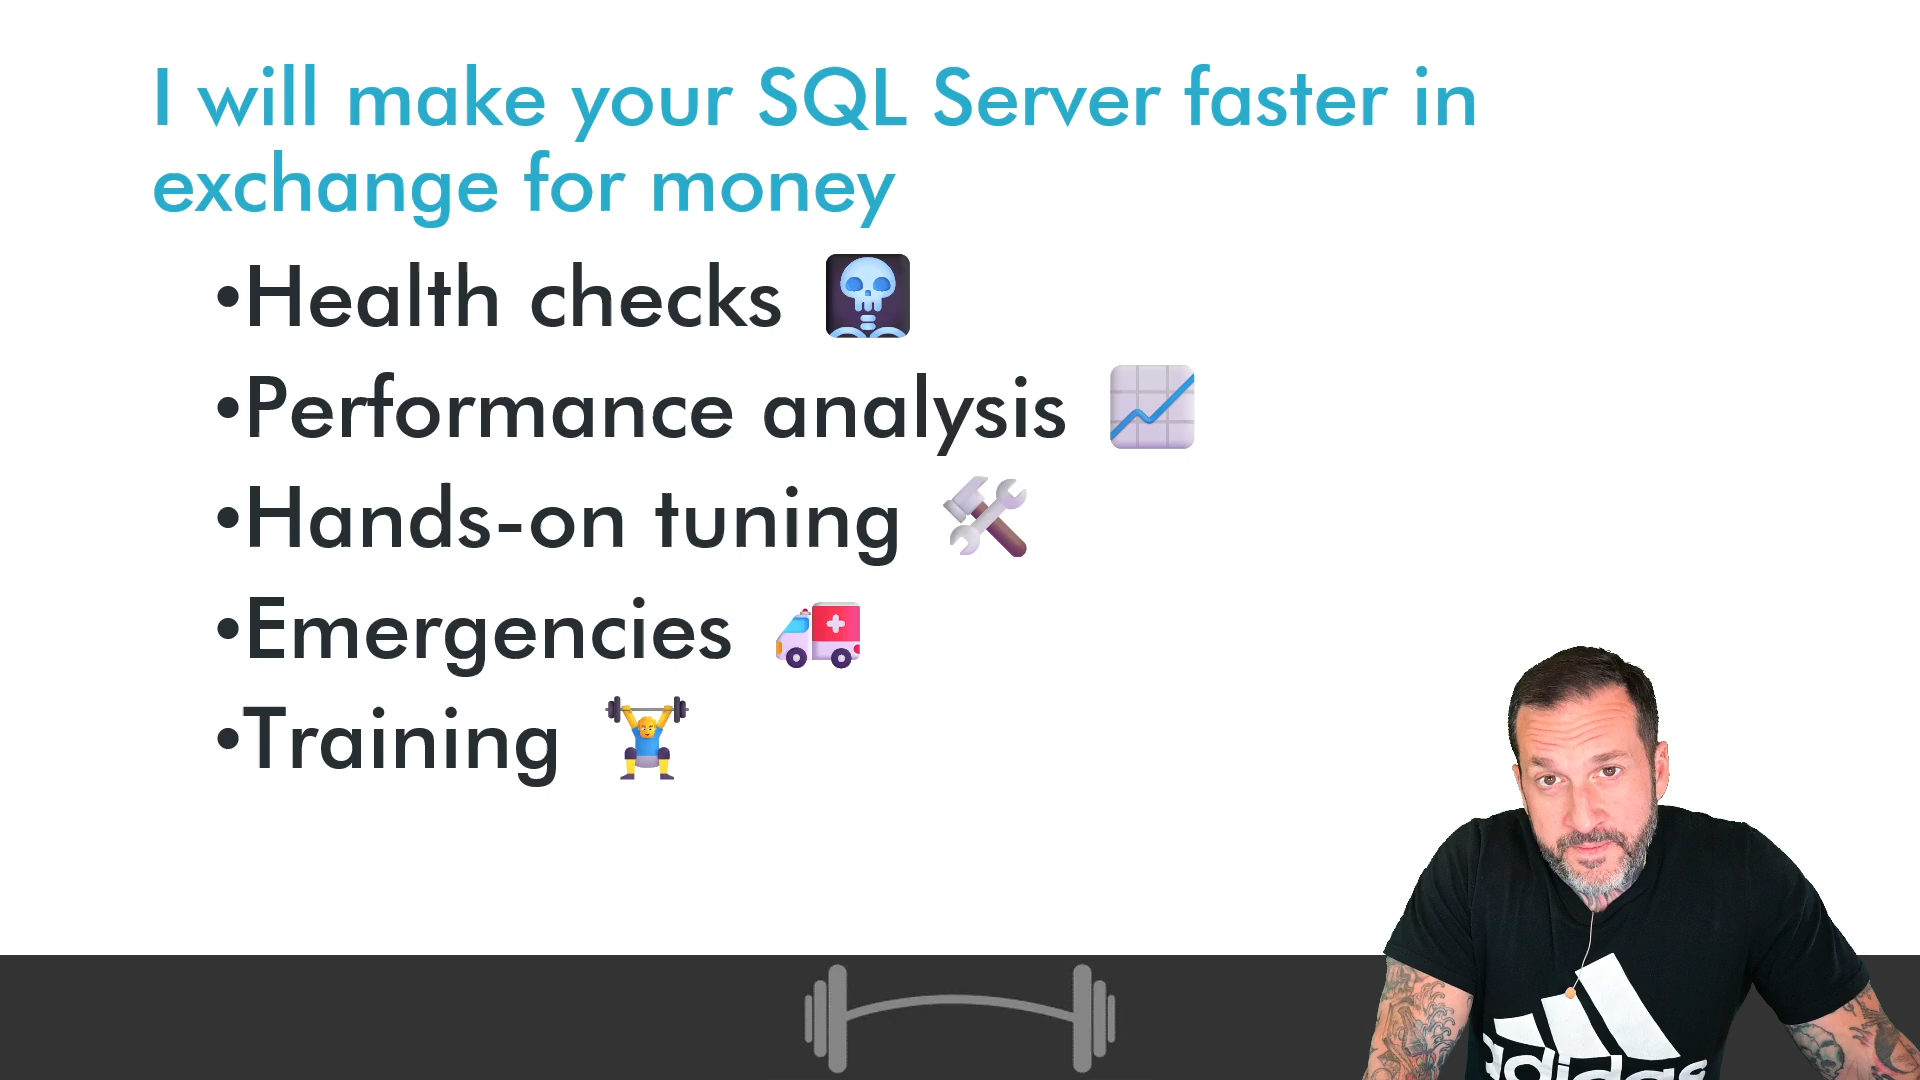 I will make your SQL Server faster in
exchange for money
•Health checks
•Performance analysis
•Hands-on tuning
•Emergencies
•Training
adidas